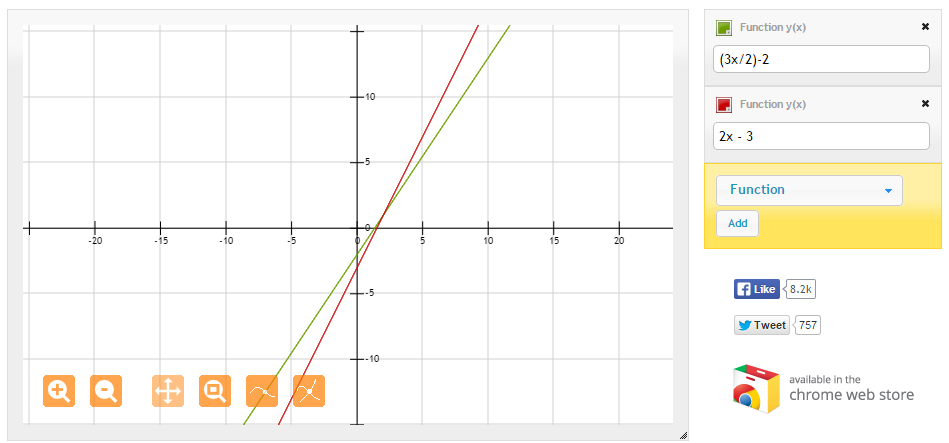 Function y(x)
(3x/2)-2
Function y(x)
2x - 3
Function
Add
10
5
0
-20 -15 -10 -5 0 5 10 15 20
-5
-10
Like 8.2k
Tweet 757
available in the
chrome web store